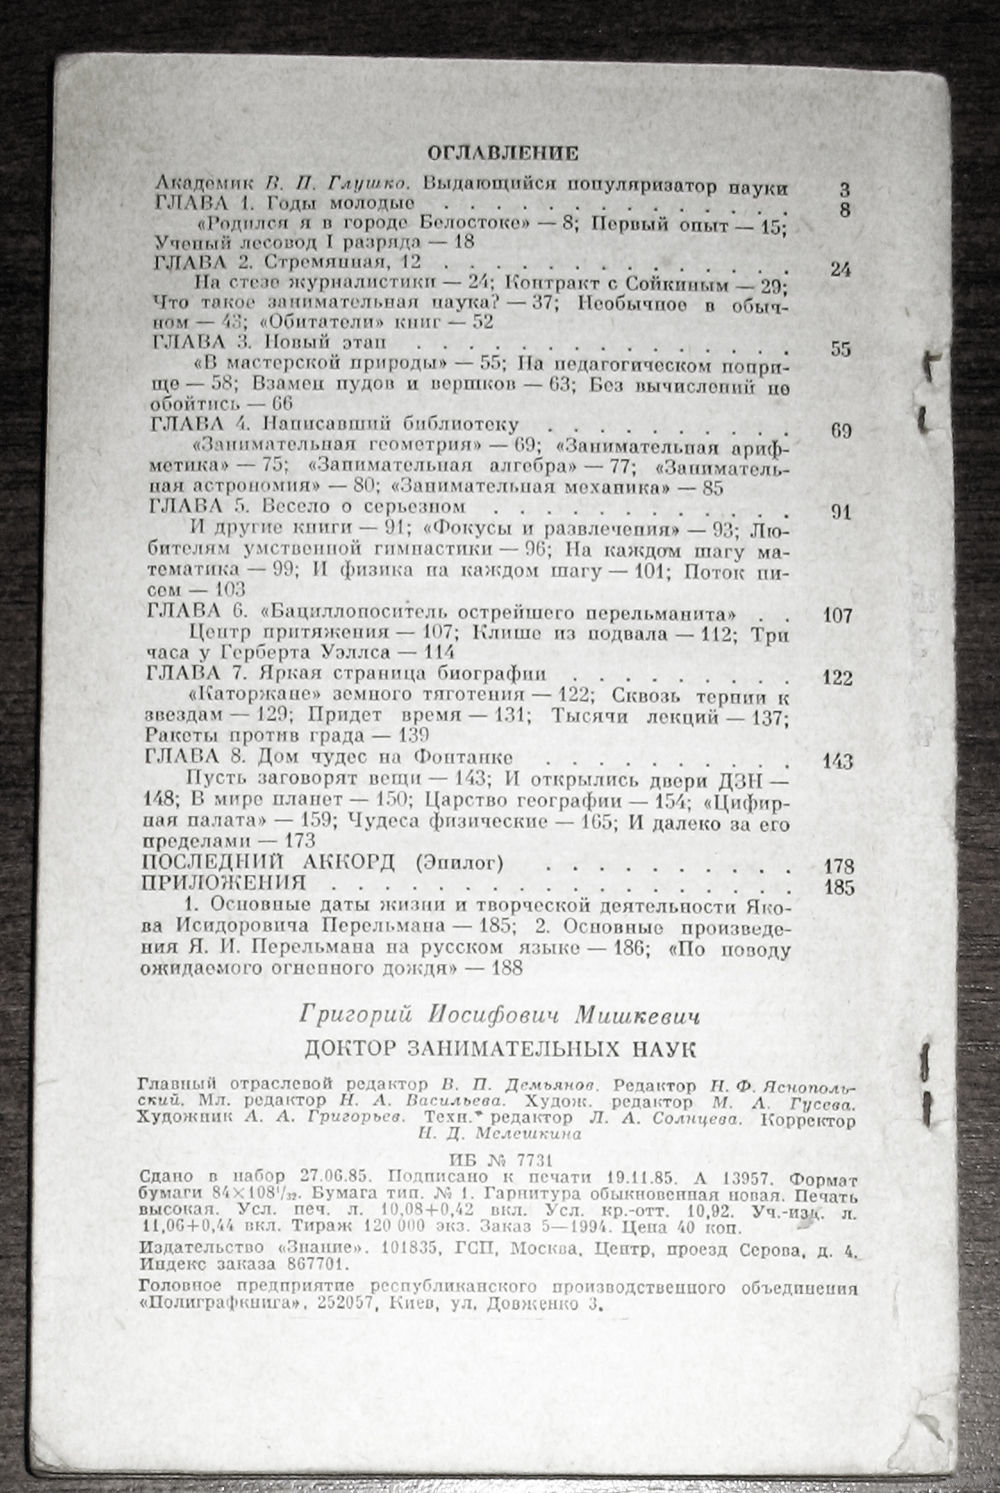 ОГЛАВЛЕНИЕ
Академик В. П. Глушко. Выдающийся популяризатор науки 3
ГЛАВА 1. Годы молодые . . . . . . . . . . . . . 8
«Родился я в городе Белостоке» — 8; Первый опыт — 15;
Ученый лесовод I разряда — 18
ГЛАВА 2. Стремянная, 12 . . . . . . . . . . . . . 24
На стезе журналистики — 24; Контракт с Сойкиным — 29;
Что такое занимательная наука? — 37; Необычное в обыч-
ном — 43; «Обитатели» книг — 52
ГЛАВА 3. Новый этап . . . . . . . . . . . . . . 55
«В мастерской природы» — 55; На педагогическом попри-
ще — 58; Взамен пудов и вершков — 63; Без вычислений не
обойтись — 66
ГЛАВА 4. Написавший библиотеку . . . . . . . . . . 69
«Занимательная геометрия» — 69; «Занимательная ариф-
метика» — 75; «Занимательная алгебра» — 77; «Заниматель-
ная астрономия» — 80; «Занимательная механика» — 85
ГЛАВА 5. Весело о серьезном . . . . . . . . . . . . 91
И другие книги — 91; «Фокусы и развлечения» — 93; Лю-
бителям умственной гимнастики — 96; На каждом шагу ма-
тематика — 99; И физика на каждом шагу — 101; Поток пи-
сем — 103
ГЛАВА 6. «Бациллоноситель острейшего перельманита» . . 107
Центр притяжения — 107; Клише из подвала — 112; Три
часа у Герберта Уэллса — 114
ГЛАВА 7. Яркая страница биографии . . . . . . . . . 122
«Каторжане» земного тяготения — 122; Сквозь тернии к
звездам — 129; Придет время — 131; Тысячи лекций — 137;
Ракеты против града — 139
ГЛАВА 8. Дом чудес на Фонтанке . . . . . . . . . . 143
Пусть заговорят вещи — 143; И открылись двери ДЗН —
148; В мире планет — 150; Царство географии — 154; «Цифир-
ная палата» — 159; Чудеса физические — 165; И далеко за его
пределами — 173
ПОСЛЕДНИЙ АККОРД (Эпилог) . . . . . . . . . . 178
ПРИЛОЖЕНИЯ . . . . . . . . . . . . . . . . . 185
1. Основные даты жизни и творческой деятельности Яко-
ва Исидоровича Перельмана — 185; 2. Основные произведе-
ния Я. И. Перельмана на русском языке — 186; «По поводу
ожидаемого огненного дождя» — 188
Григорий Иосифович Мишкевич
ДОКТОР ЗАНИМАТЕЛЬНЫХ НАУК
Главный отраслевой редактор В. П. Демьянов. Редактор Н. Ф. Яснополь-
ский. Мл. редактор Н. А. Васильева. Худож. редактор М. А. Гусева.
Художник А. А. Григорьев. Техн. редактор Л. А. Солнцева. Корректор
Н. Д. Мелешкина
ИБ № 7731
Сдано в набор 27.06.85. Подписано к печати 19.11.85. А 13957. Формат
бумаги 84×108¹/₃₂. Бумага тип. № 1. Гарнитура обыкновенная новая. Печать
высокая. Усл. печ. л. 10,08+0,42 вкл. Усл. кр.-отт. 10,92. Уч.-изд. л.
11,06+0,44 вкл. Тираж 120 000 экз. Заказ 5—1994. Цена 40 коп.
Издательство «Знание». 101835, ГСП, Москва, Центр, проезд Серова, д. 4.
Индекс заказа 867701.
Головное предприятие республиканского производственного объединения
«Полиграфкнига», 252057, Киев, ул. Довженко 3.